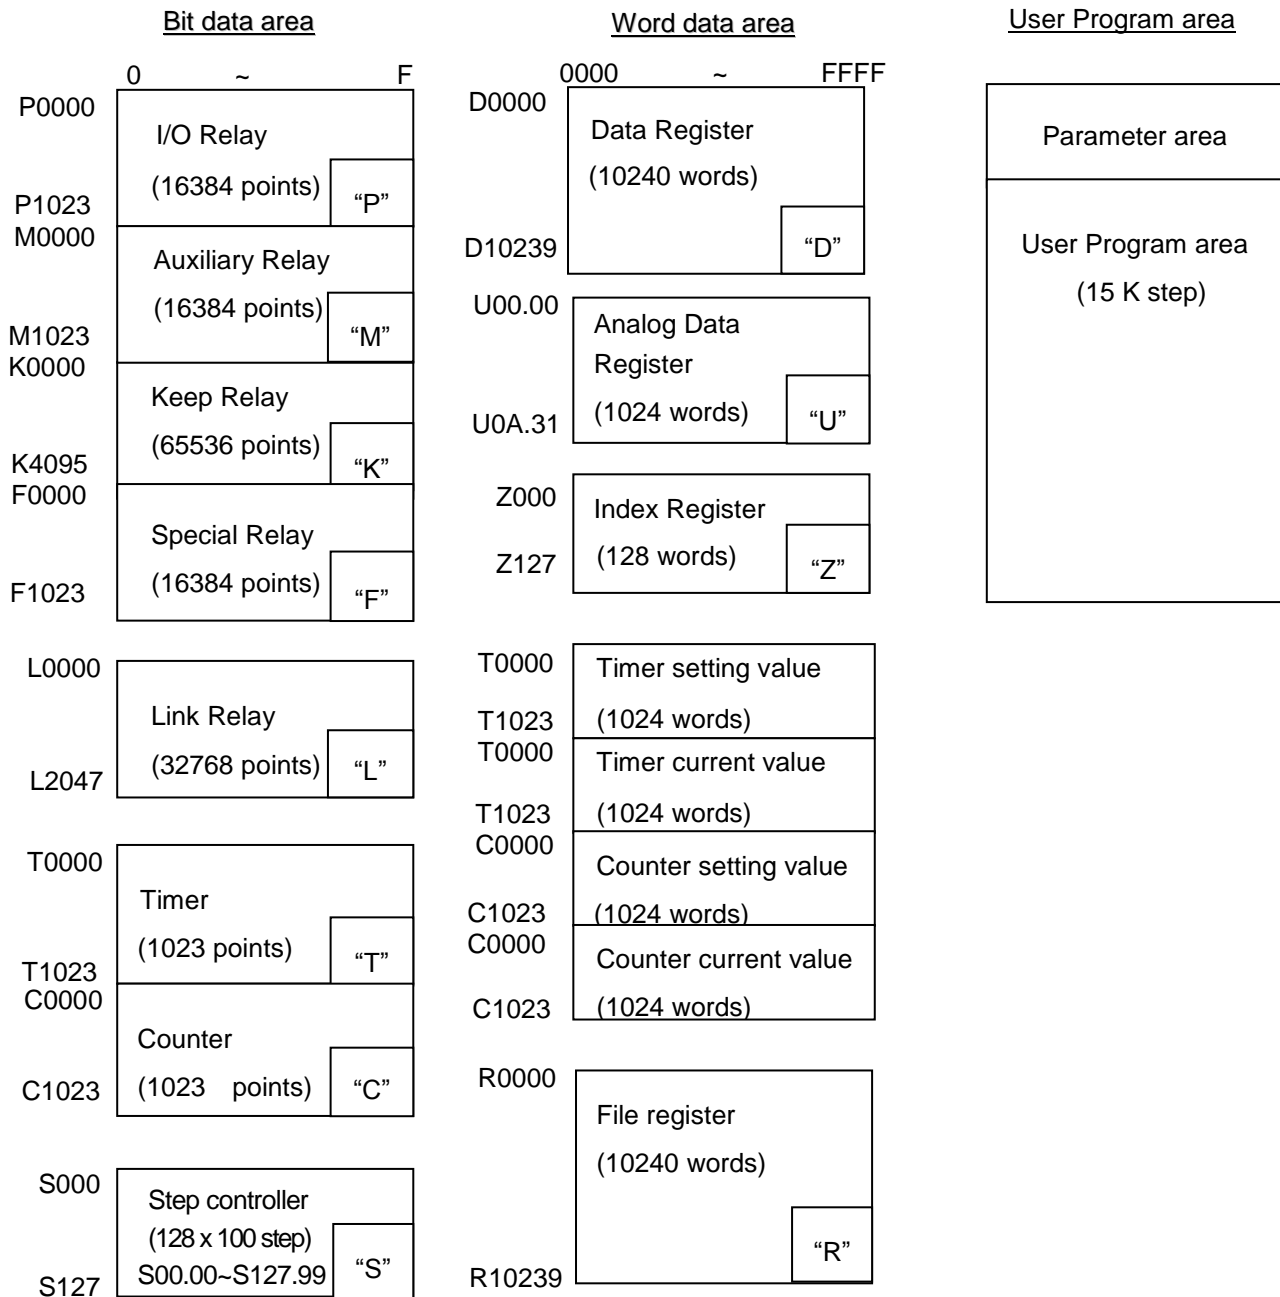 Bit data area
0 ~ F
P0000
I/O Relay
(16384 points)
"P"
P1023
M0000
Auxiliary Relay
(16384 points)
"M"
M1023
K0000
Keep Relay
(65536 points)
"K"
K4095
F0000
Special Relay
(16384 points)
"F"
F1023
L0000
Link Relay
(32768 points)
"L"
L2047
T0000
Timer
(1023 points)
"T"
T1023
C0000
Counter
(1023 points)
"C"
C1023
S000
Step controller
(128 x 100 step)
S00.00~S127.99
"S"
S127
Word data area
0000 ~ FFFF
D0000
Data Register
(10240 words)
"D"
D10239
U00.00
Analog Data
Register
(1024 words)
"U"
U0A.31
Z000
Index Register
(128 words)
"Z"
Z127
T0000
Timer setting value
(1024 words)
T1023
T0000
Timer current value
(1024 words)
T1023
C0000
Counter setting value
(1024 words)
C1023
C0000
Counter current value
(1024 words)
C1023
R0000
File register
(10240 words)
"R"
R10239
User Program area
Parameter area
User Program area
(15 K step)